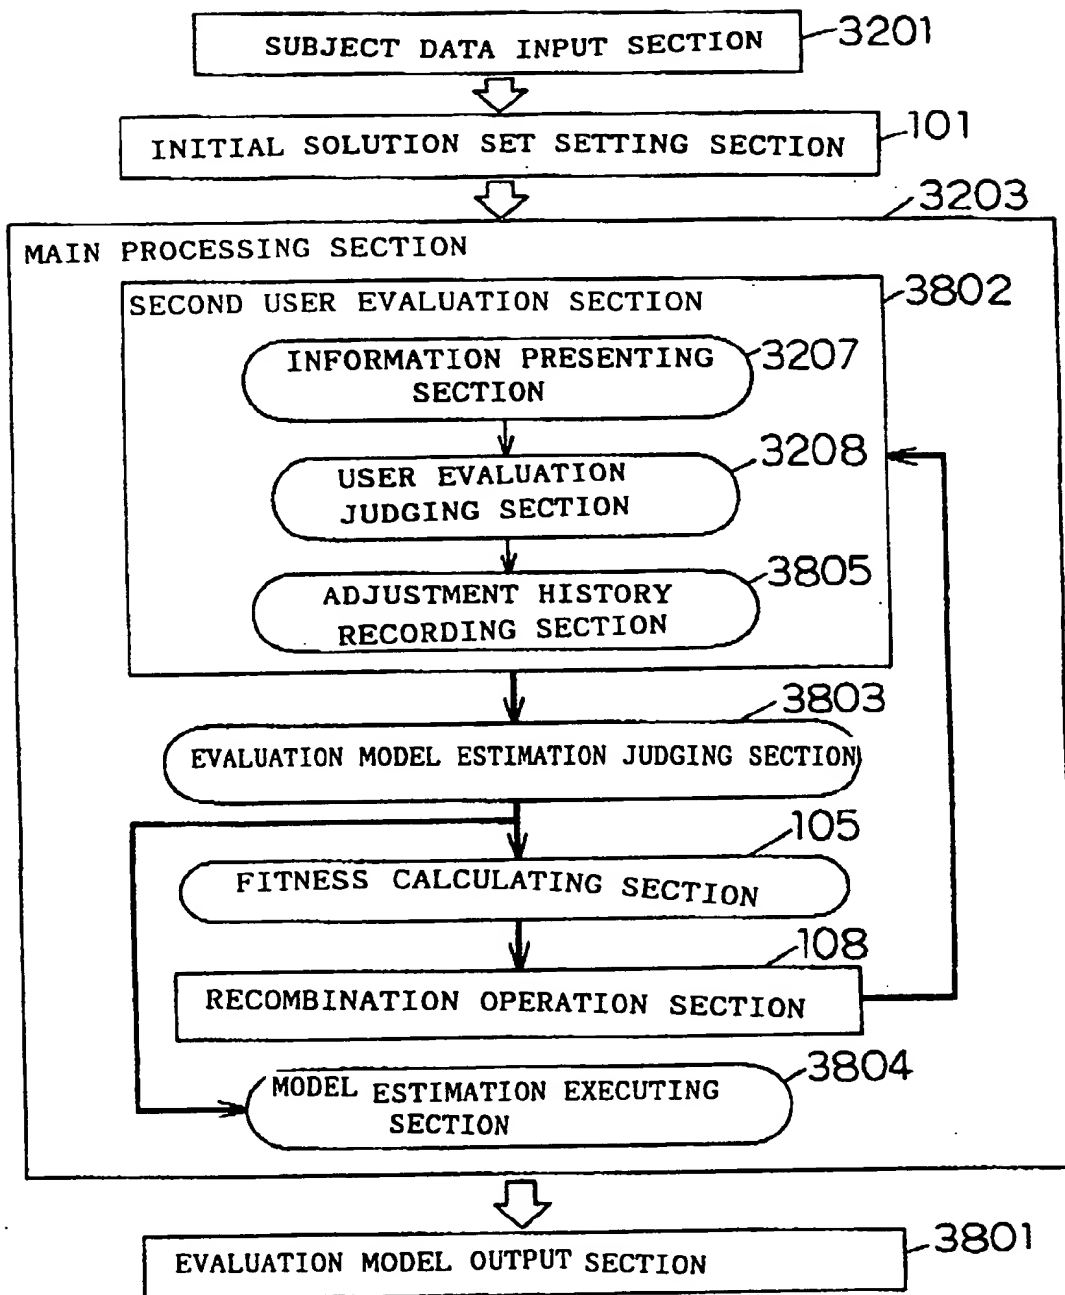 SUBJECT DATA INPUT SECTION
3201
INITIAL SOLUTION SET SETTING SECTION
101
3203
MAIN PROCESSING SECTION
SECOND USER EVALUATION SECTION
3802
INFORMATION PRESENTING
SECTION
3207
USER EVALUATION
JUDGING SECTION
3208
ADJUSTMENT HISTORY
RECORDING SECTION
3805
3803
EVALUATION MODEL ESTIMATION JUDGING SECTION
105
FITNESS CALCULATING SECTION
108
RECOMBINATION OPERATION SECTION
MODEL ESTIMATION EXECUTING
SECTION
3804
EVALUATION MODEL OUTPUT SECTION
3801